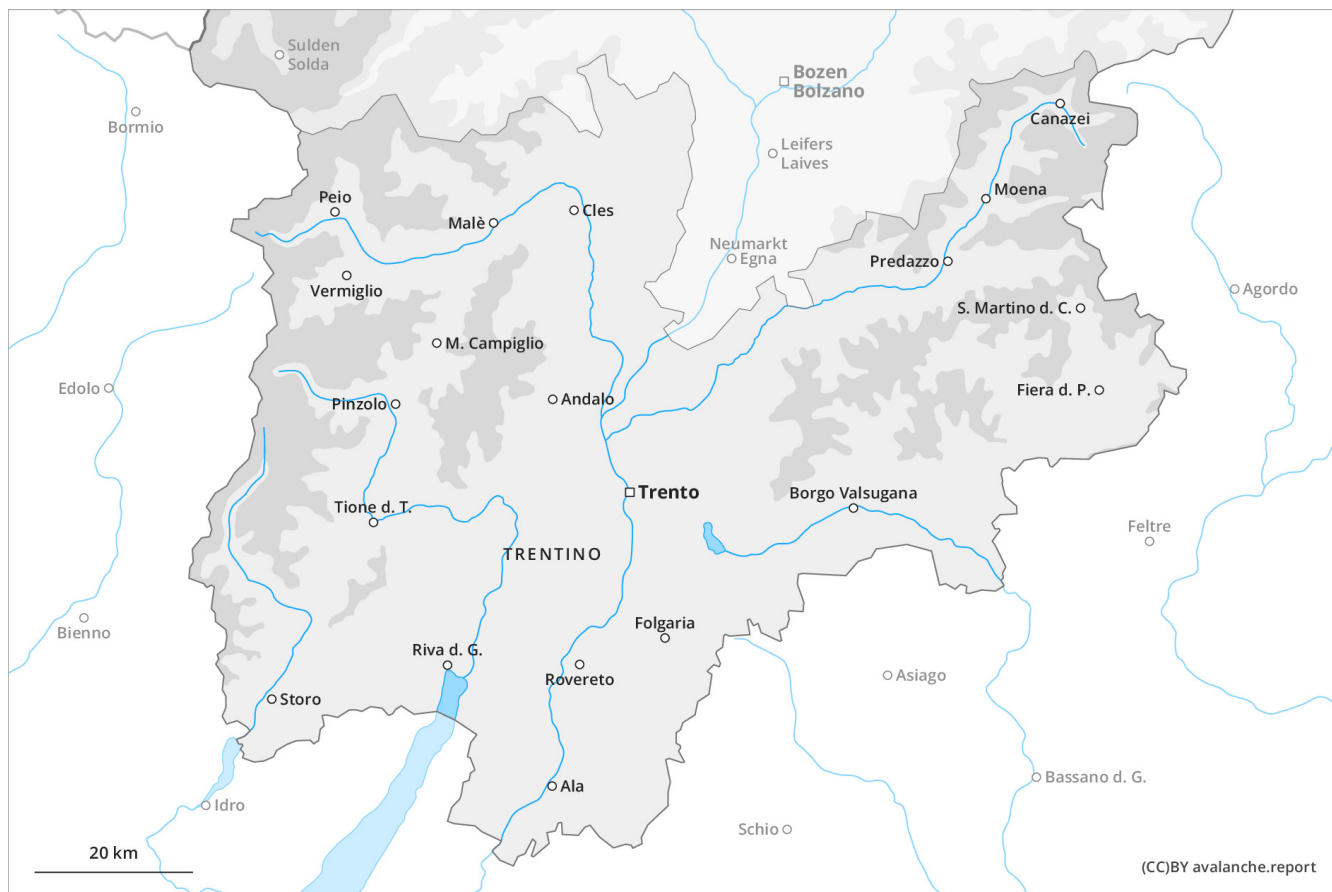 Sulden
Solda
Bozen
Bolzano
Bormio
Canazei
Leifers
Laives
Moena
Peio
Malè
Cles
Neumarkt
Egna
Predazzo
Vermiglio
Agordo
S. Martino d. C.
M. Campiglio
Edolo
Fiera d. P.
Pinzolo
Andalo
Trento
Borgo Valsugana
Tione d. T.
Feltre
TRENTINO
Bienno
Folgaria
Riva d. G.
Rovereto
Asiago
Storo
Bassano d. G.
Ala
Idro
Schio
20 km
(CC)BY avalanche.report